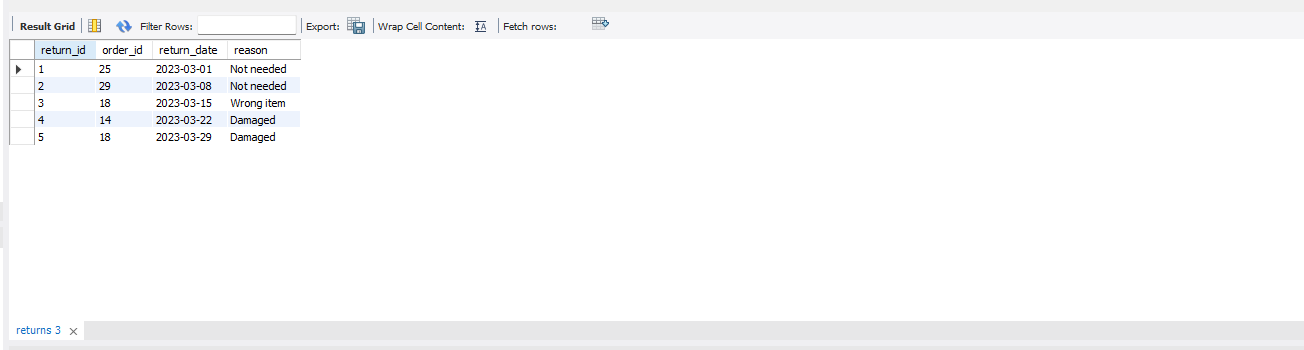 Result Grid Filter Rows: Export: Wrap Cell Content: Fetch rows:
return_id order_id return_date reason
1 25 2023-03-01 Not needed
2 29 2023-03-08 Not needed
3 18 2023-03-15 Wrong item
4 14 2023-03-22 Damaged
5 18 2023-03-29 Damaged
returns 3